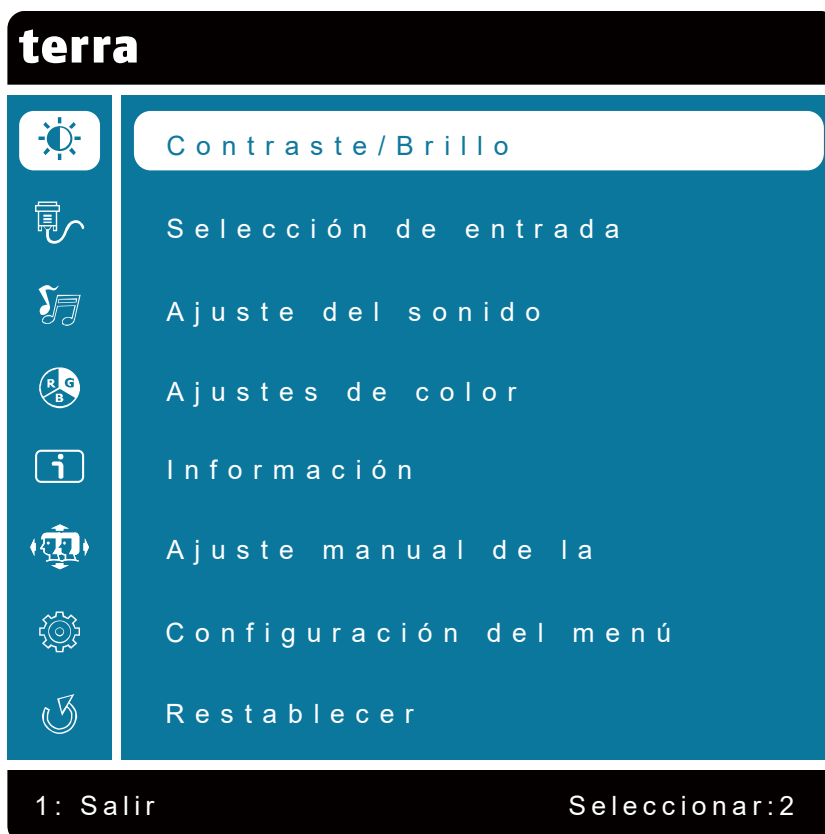 terra
Contraste/Brillo
Selección de entrada
Ajuste del sonido
R G
B
Ajustes de color
i
Información
Ajuste manual de la
Configuración del menú
Restablecer
1: Salir Seleccionar:2